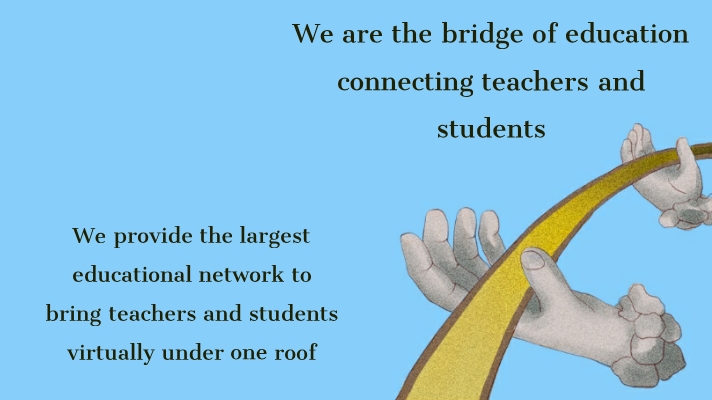 We are the bridge of education
connecting teachers and
students
We provide the largest
educational network to
bring teachers and students
virtually under one roof